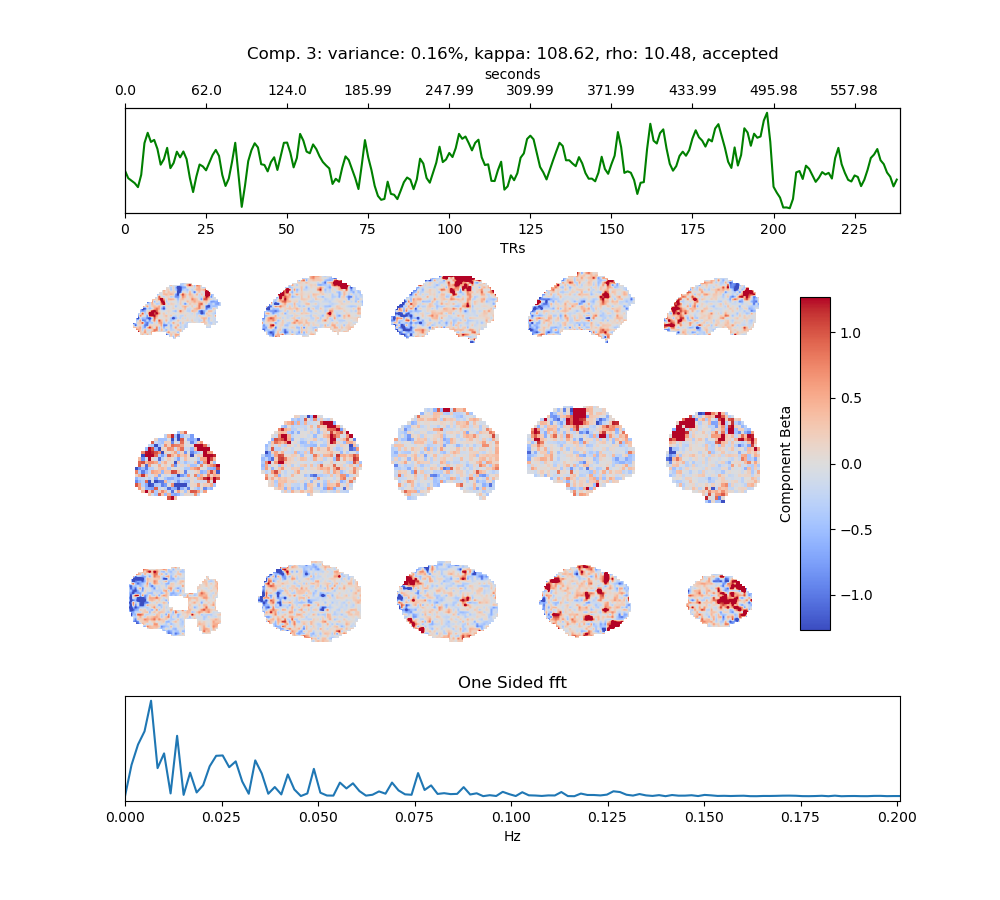 Comp. 3: variance: 0.16%, kappa: 108.62, rho: 10.48, accepted
seconds
0.0 62.0 124.0 185.99 247.99 309.99 371.99 433.99 495.98 557.98
0 25 50 75 100 125 150 175 200 225
TRs
1.0
0.5
0.0
−0.5
−1.0
Component Beta
One Sided fft
0.000 0.025 0.050 0.075 0.100 0.125 0.150 0.175 0.200
Hz